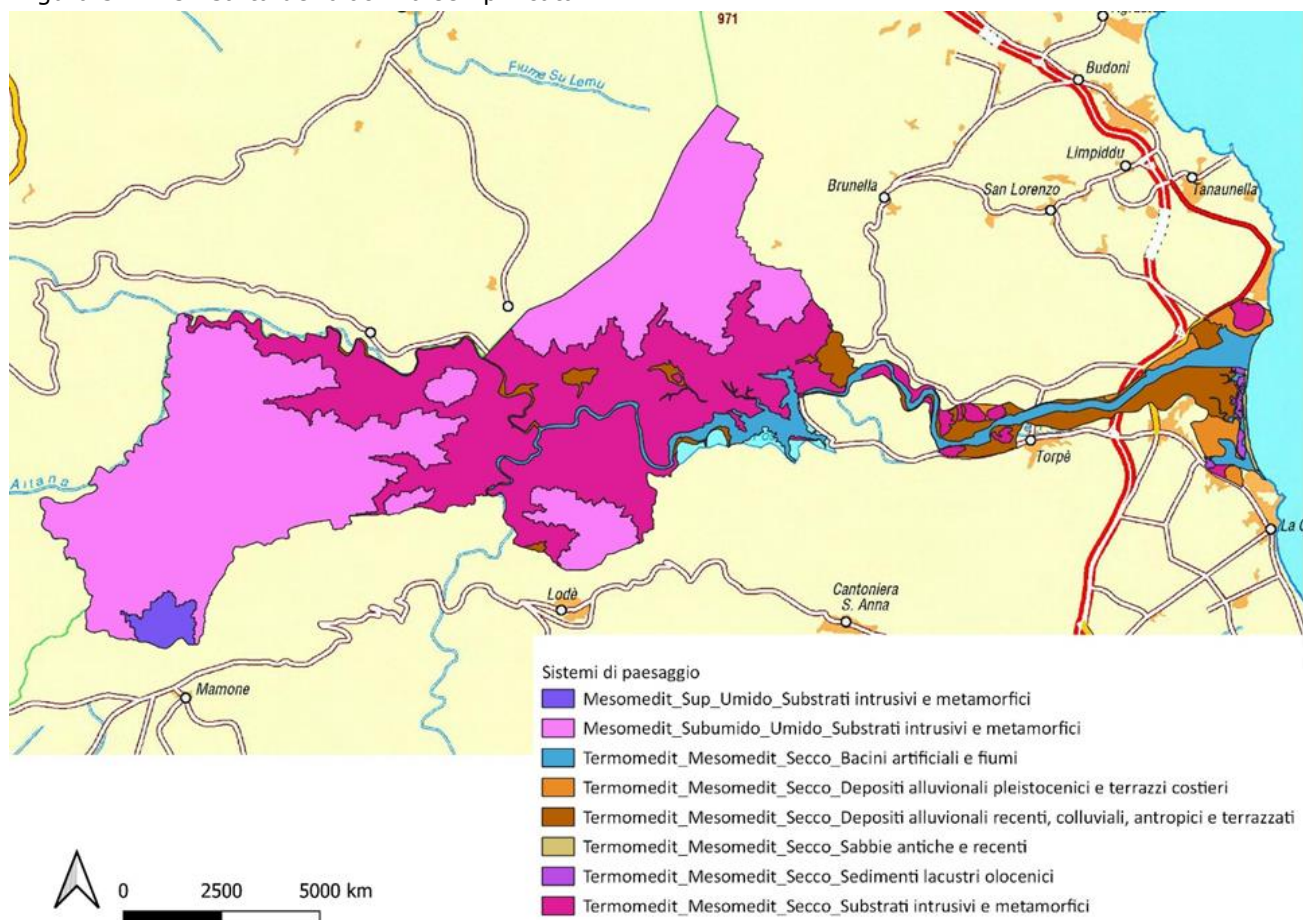 971
Budoni
Fiume Su Lemu
Limpiddu
Brunella
San Lorenzo
Tanaunella
Altana
Torpè
La C
Lodè
Cantoniera
S. Anna
Mamone
Sistemi di paesaggio
Mesomedit_Sup_Umido_Substrati intrusivi e metamorfici
Mesomedit_Subumido_Umido_Substrati intrusivi e metamorfici
Termomedit_Mesomedit_Secco_Bacini artificiali e fiumi
Termomedit_Mesomedit_Secco_Depositi alluvionali pleistocenici e terrazzi costieri
Termomedit_Mesomedit_Secco_Depositi alluvionali recenti, colluviali, antropici e terrazzati
Termomedit_Mesomedit_Secco_Sabbie antiche e recenti
Termomedit_Mesomedit_Secco_Sedimenti lacustri olocenici
Termomedit_Mesomedit_Secco_Substrati intrusivi e metamorfici
0 2500 5000 km